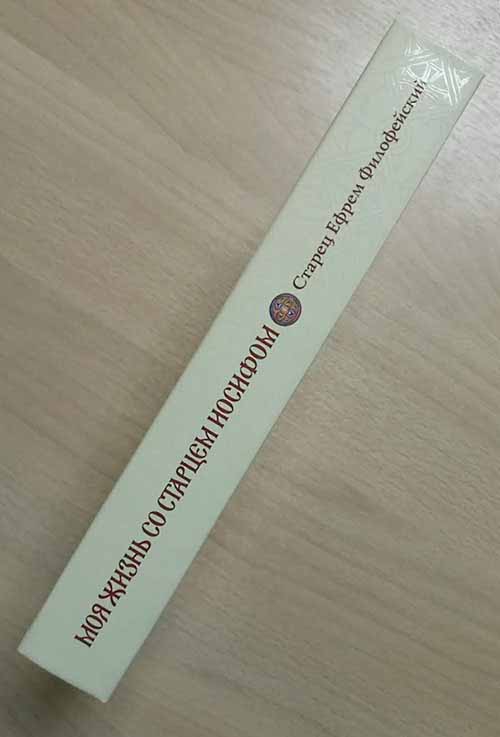 МОЯ ЖИЗНЬ СО СТАРЦЕМ ИОСИФОМ
Старец Ефрем Филофейский